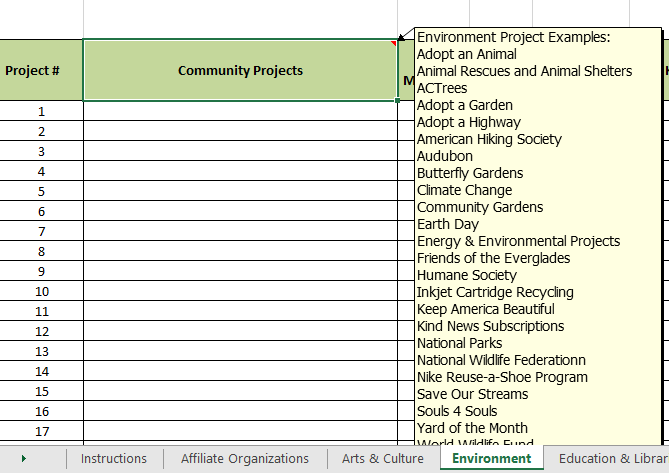 Project #
Community Projects
M
Environment Project Examples:
Adopt an Animal
Animal Rescues and Animal Shelters
ACTrees
Adopt a Garden
Adopt a Highway
American Hiking Society
Audubon
Butterfly Gardens
Climate Change
Community Gardens
Earth Day
Energy & Environmental Projects
Friends of the Everglades
Humane Society
Inkjet Cartridge Recycling
Keep America Beautiful
Kind News Subscriptions
National Parks
National Wildlife Federationn
Nike Reuse-a-Shoe Program
Save Our Streams
Souls 4 Souls
Yard of the Month
World Wildlife Fund
1
2
3
4
5
6
7
8
9
10
11
12
13
14
15
16
17
Instructions
Affiliate Organizations
Arts & Culture
Environment
Education & Librar